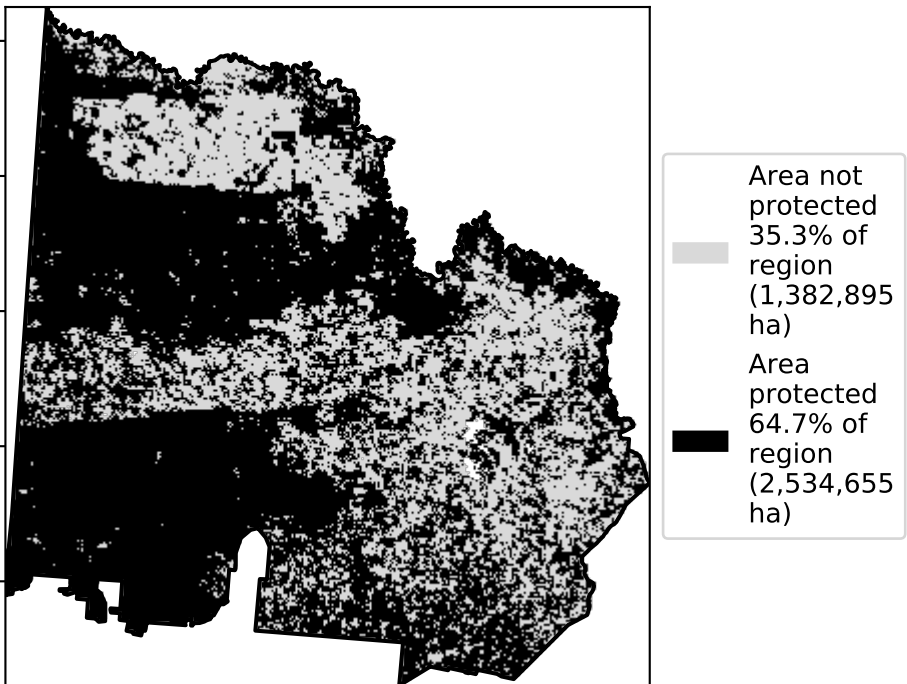 Area not
protected
35.3% of
region
(1,382,895
ha)
Area
protected
64.7% of
region
(2,534,655
ha)